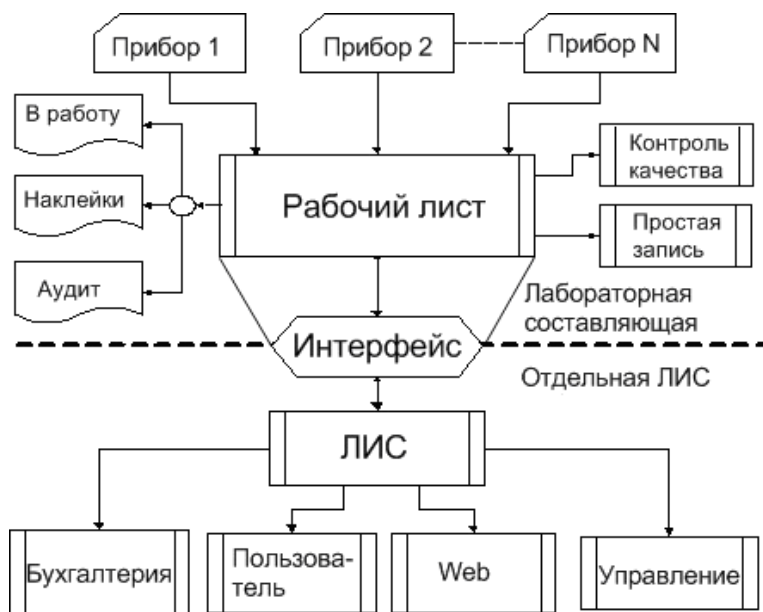 Прибор 1
Прибор 2
Прибор N
В работу
Наклейки
Аудит
Рабочий лист
Контроль
качества
Простая
запись
Лабораторная
составляющая
Интерфейс
Отдельная ЛИС
ЛИС
Бухгалтерия
Пользова-
тель
Web
Управление